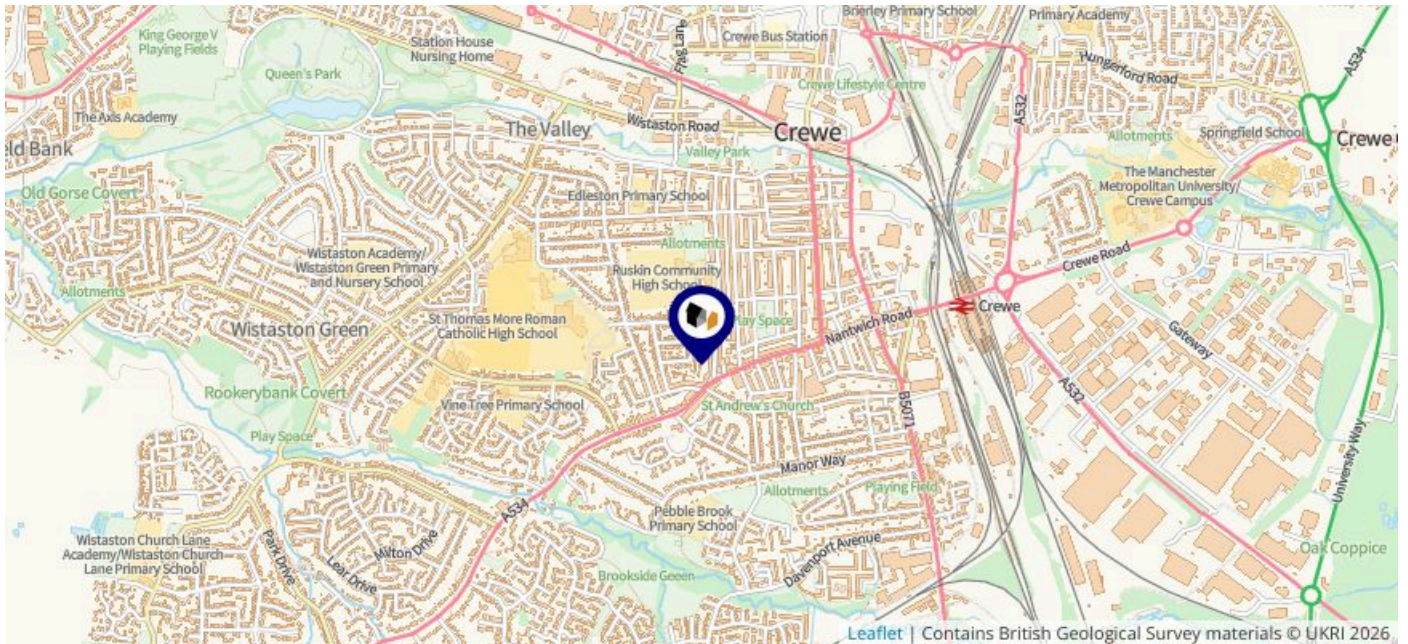 King George V
Playing Fields
Queen's Park
The Axis Academy
Station House
Nursing Home
Flag Lane
Crewe Bus Station
Brierley Primary School
Primary Academy
Hungerford Road
A534
Crewe Lifestyle Centre
A532
The Valley
Wistaston Road
Crewe
Valley Park
Allotments
Springfield School
Crewe
eld Bank
Old Gorse Covert
Edleston Primary School
The Manchester
Metropolitan University/
Crewe Campus
Allotments
Wistaston Academy/
Wistaston Green Primary
and Nursery School
Ruskin Community
High School
Crewe Road
Allotments
Wistaston Green
St Thomas More Roman
Catholic High School
Play Space
Nantwich Road
Crewe
Gateway
Rookerybank Covert
Vine Tree Primary School
St Andrew's Church
B5071
A532
Play Space
Manor Way
University Way
A534
Allotments
Playing Field
Pebble Brook
Primary School
Wistaston Church Lane
Academy/Wistaston Church
Lane Primary School
Park Drive
Lear Drive
Milton Drive
Davenport Avenue
Brookside Green
Oak Coppice
Leaflet | Contains British Geological Survey materials © UKRI 2026